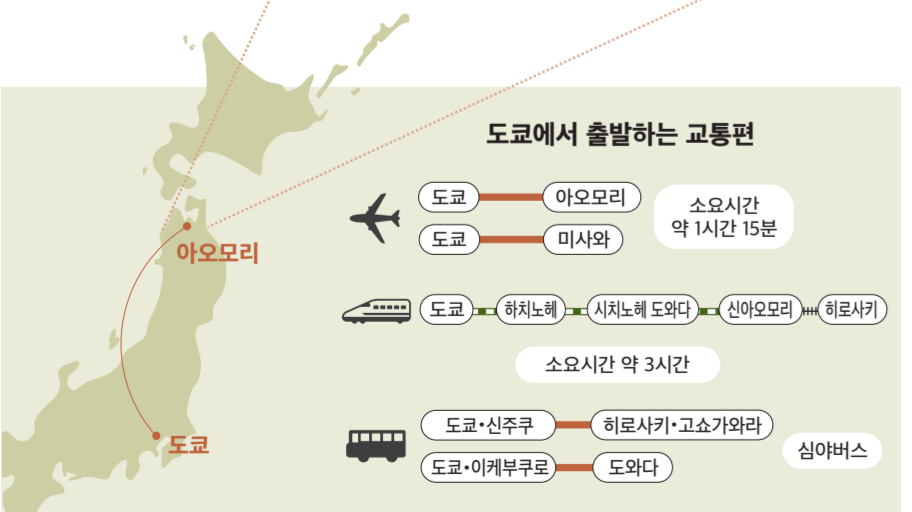 도쿄에서 출발하는 교통편
도쿄 아오모리
도쿄 미사와
소요시간
약 1시간 15분
아오모리
도쿄 하치노헤 시치노헤 도와다 신아오모리 히로사키
소요시간 약 3시간
도쿄•신주쿠 히로사키•고쇼가와라
도쿄•이케부쿠로 도와다
심야버스
도쿄